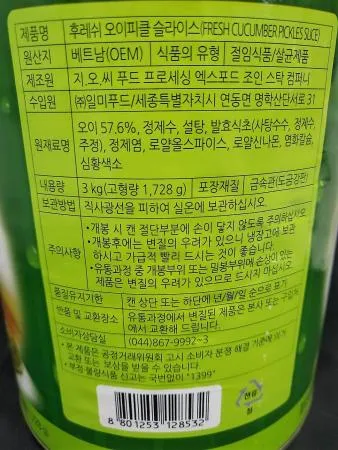 제품명 후레쉬 오이피클 슬라이스(FRESH CUCUMBER PICKLES SLICE)
원산지 베트남(OEM) 식품의 유형 절임식품/살균제품
제조원 지.오.씨 푸드 프로세싱 엑스포드 조인 스탁 컴퍼니
수입원 ㈜일미푸드/세종특별자치시 연동면 명학산단서로 31
원재료명 오이 57.6%, 정제수, 설탕, 발효식초(사탕수수, 정제수,
주정), 정제염, 로얄올스파이스, 로얄신나몬, 염화칼슘,
심황색소
내용량 3 kg(고형량 1,728 g) 포장재질 금속관(도금강판)
보관방법 직사광선을 피하여 실온에 보관하십시오.
주의사항 •개봉 시 캔 절단부분에 손이 닿지 않도록 주의하십시오.
•개봉후에는 변질의 우려가 있으니 냉장고에 보관
하시고 가급적 빨리 드시는 것이 좋습니다.
•유통과정 중 개봉부위 또는 밀봉부위에 손상이 있는
제품은 변질의 우려가 있으므로 드시지 마십시오.
품질유지기한 캔 상단 또는 하단에 년/월/일 순으로 표기
반품 및 교환장소 유통과정에서 변질된 제품은 본사 또는 구입처
에서 교환해 드립니다.
소비자상담실 (044)867-9992~3
•본 제품은 공정거래위원회 고시 소비자 분쟁 해결 기준에 의거
교환 또는 보상을 받을 수 있습니다.
•부정·불량식품 신고는 국번없이 "1399"
캔류
철
8 801253 128532